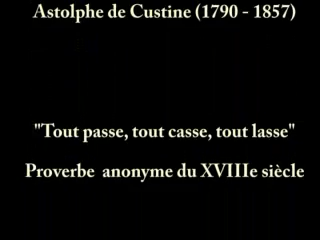 Astolphe de Custine (1790 - 1857)
"Tout passe, tout casse, tout lasse"
Proverbe anonyme du XVIIIe siècle